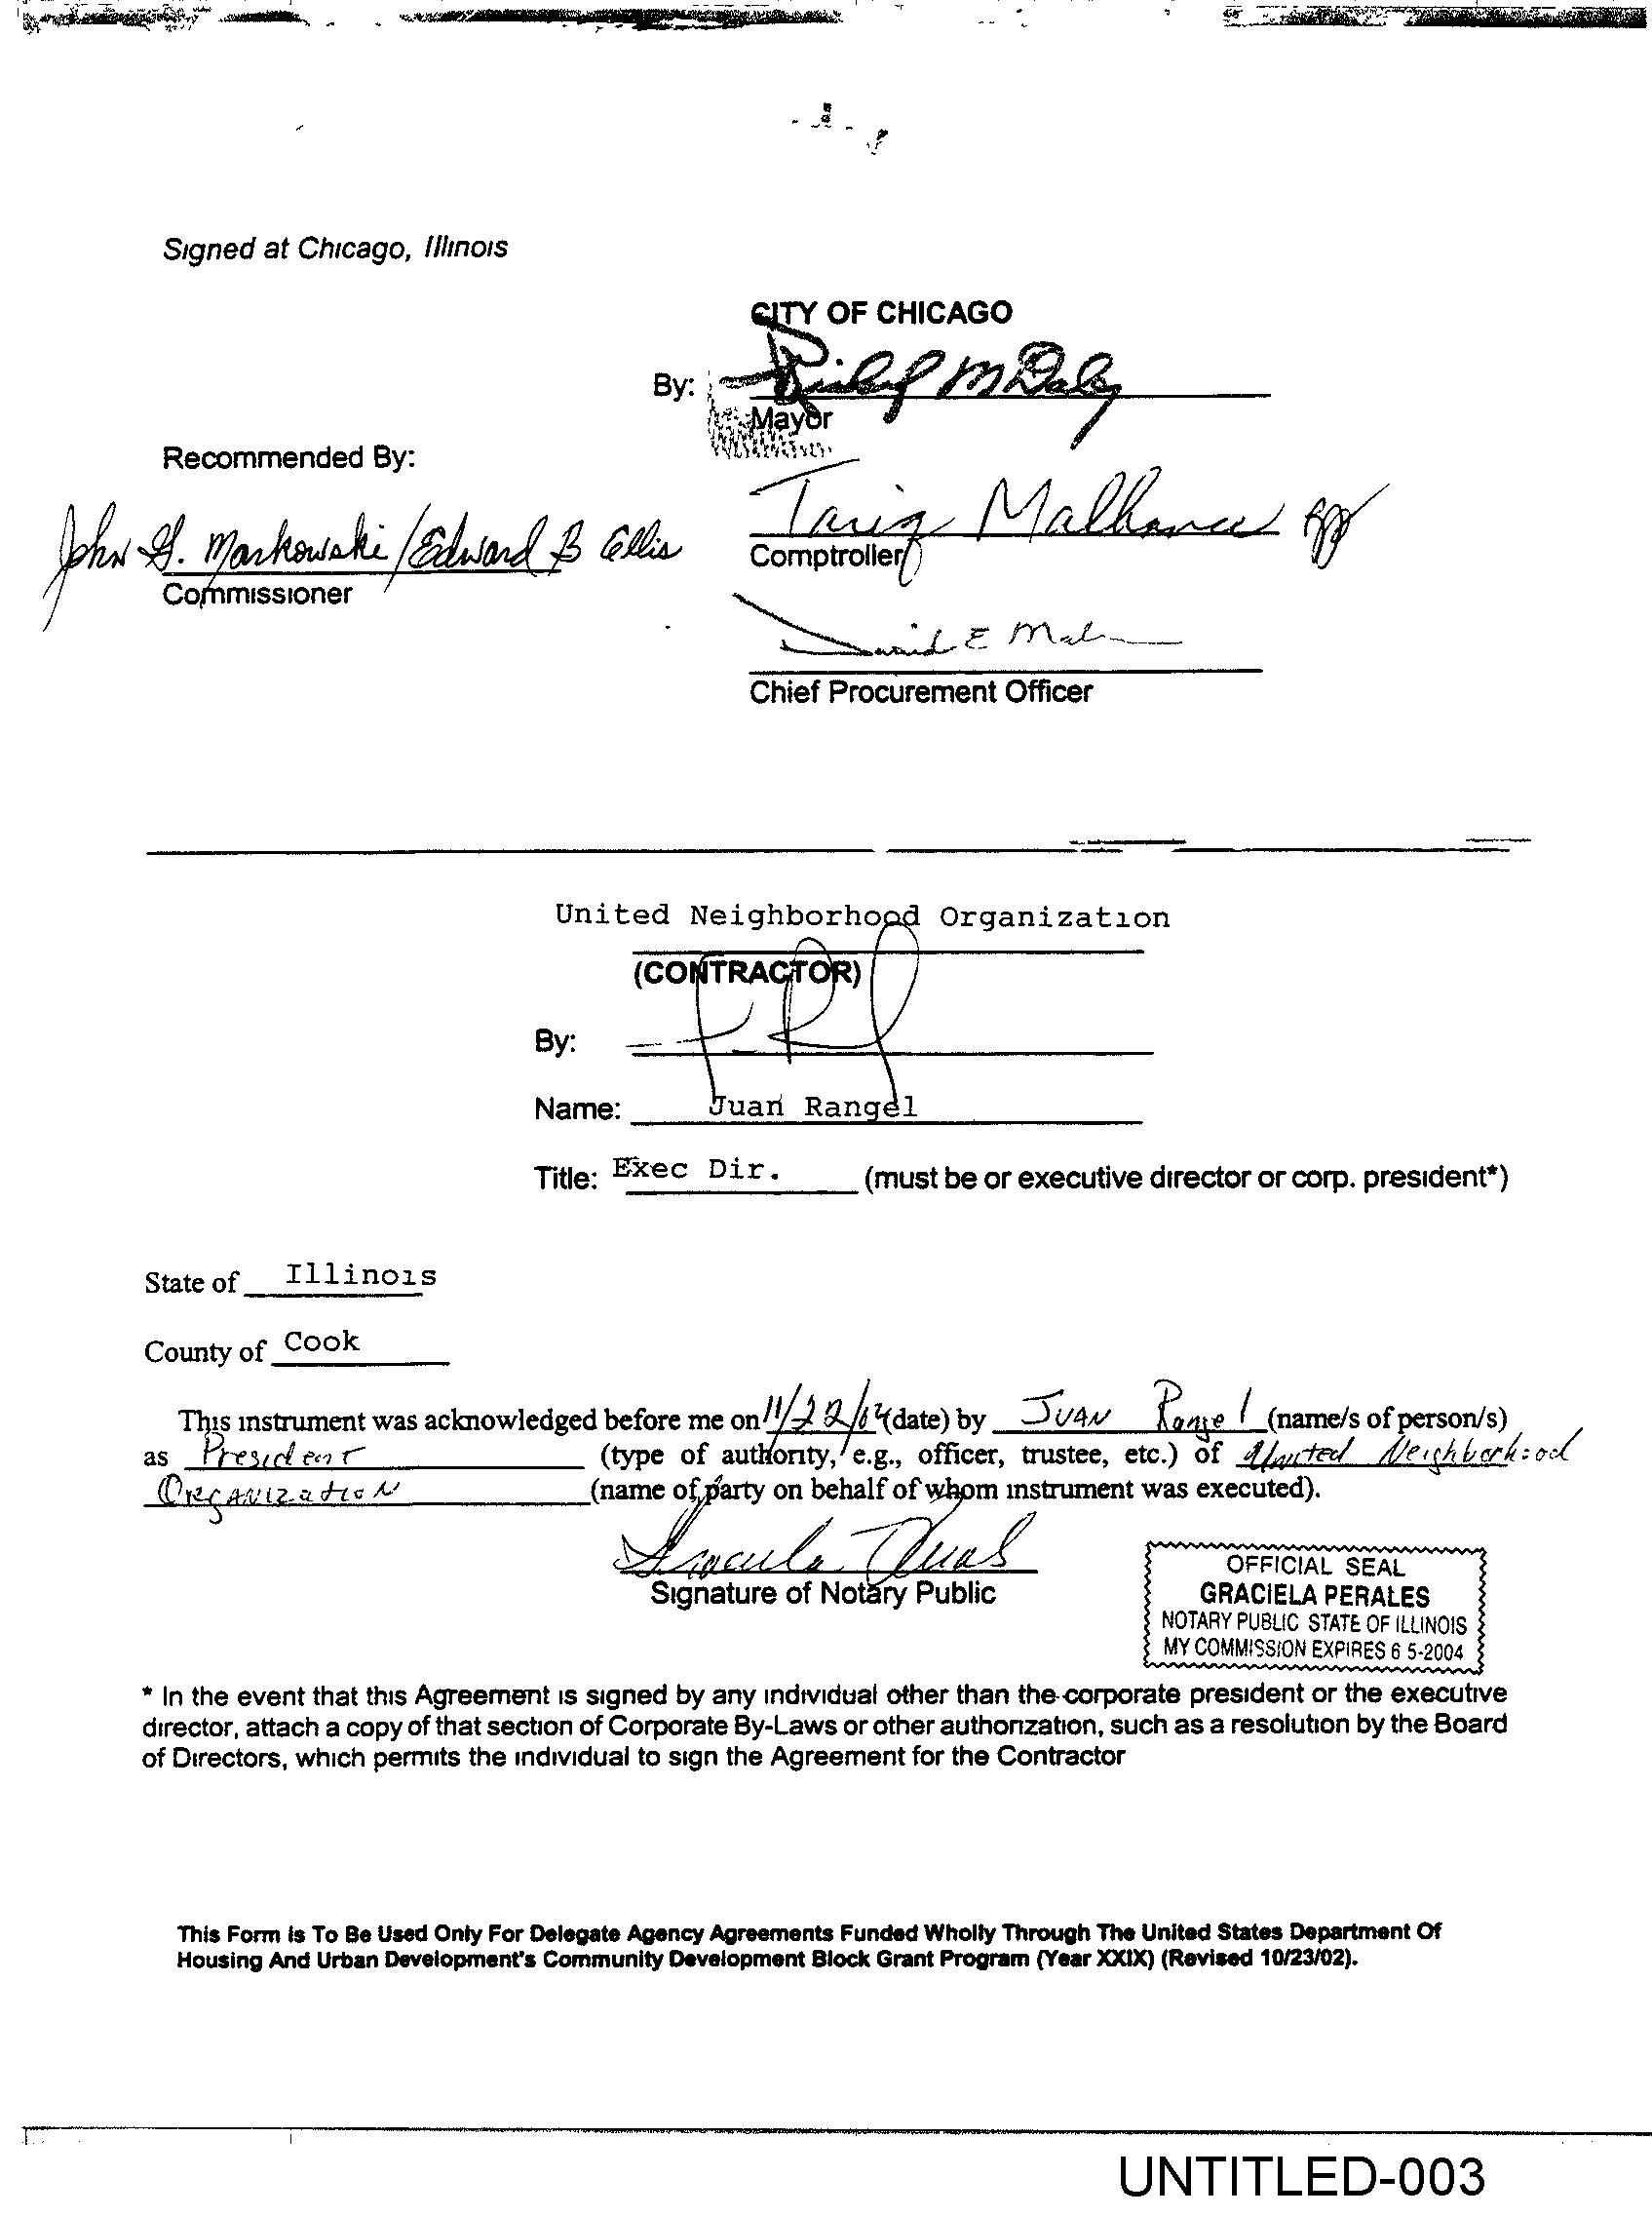 Signed at Chicago, Illinois
CITY OF CHICAGO
By: Richard M Daley
Mayor
Recommended By:
John G. Markowski / Edward B Ellis
Commissioner
Tariq Malhance
Comptroller
David E Mal
Chief Procurement Officer
United Neighborhood Organization
(CONTRACTOR)
By:
Name: Juan Rangel
Title: Exec Dir. (must be or executive director or corp. president*)
State of Illinois
County of Cook
This instrument was acknowledged before me on 11/22/04 (date) by Juan Rangel (name/s of person/s)
as President (type of authority, e.g., officer, trustee, etc.) of United Neighborhood
Organization (name of party on behalf of whom instrument was executed).
Signature of Notary Public
OFFICIAL SEAL
GRACIELA PERALES
NOTARY PUBLIC STATE OF ILLINOIS
MY COMMISSION EXPIRES 6 5-2004
* In the event that this Agreement is signed by any individual other than the corporate president or the executive
director, attach a copy of that section of Corporate By-Laws or other authorization, such as a resolution by the Board
of Directors, which permits the individual to sign the Agreement for the Contractor
This Form Is To Be Used Only For Delegate Agency Agreements Funded Wholly Through The United States Department Of
Housing And Urban Development's Community Development Block Grant Program (Year XXIX) (Revised 10/23/02).
UNTITLED-003